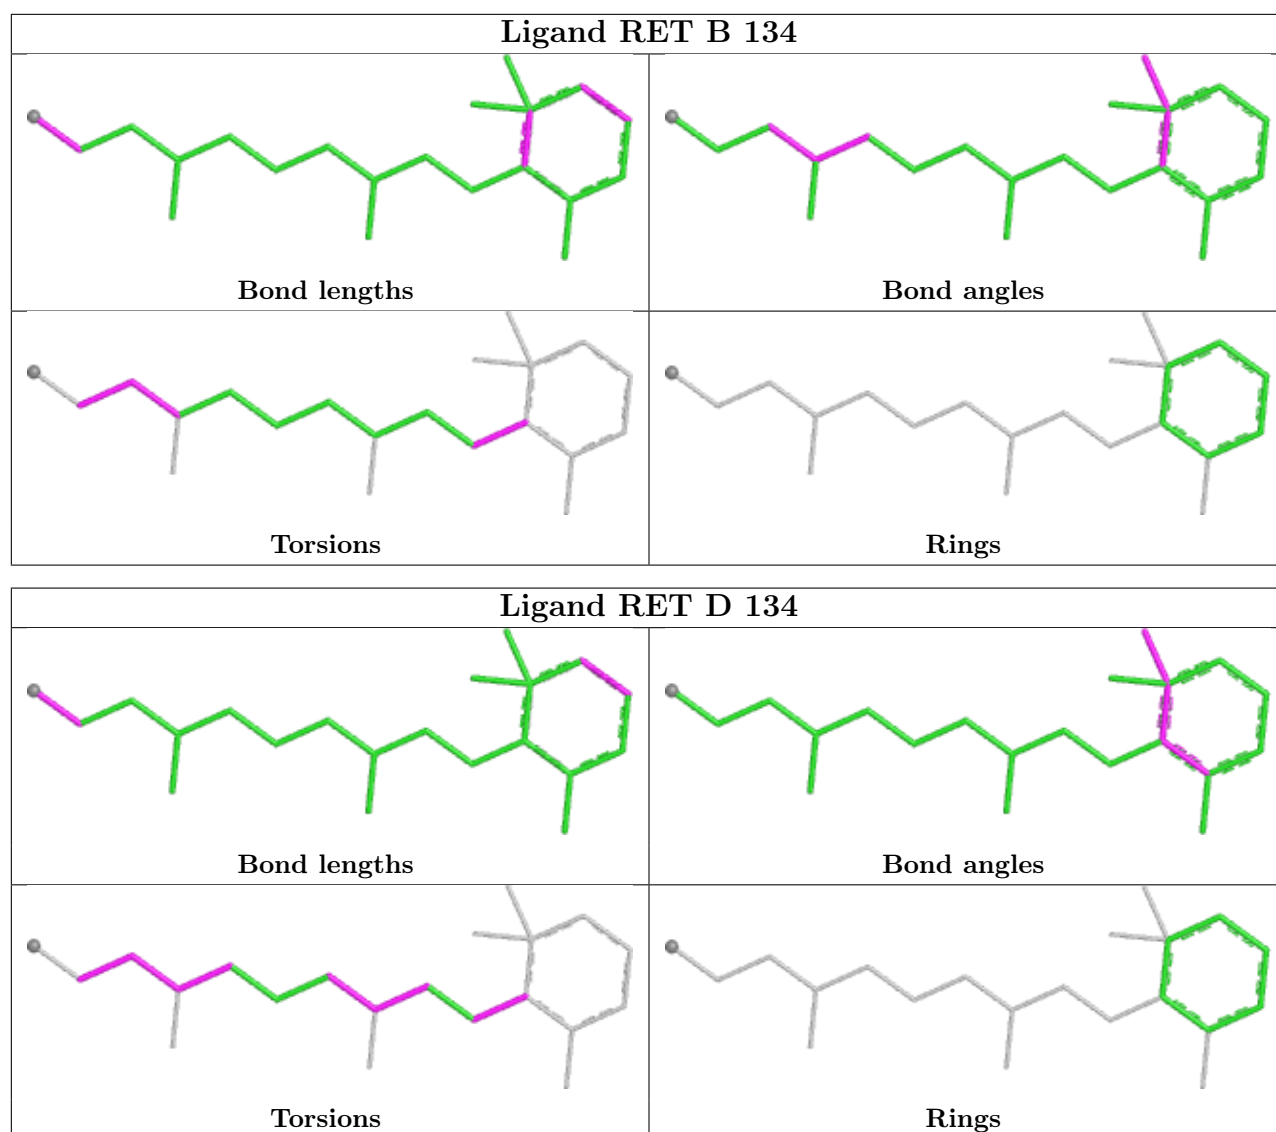 Ligand RET B 134
Bond lengths
Bond angles
Torsions
Rings
Ligand RET D 134
Bond lengths
Bond angles
Torsions
Rings